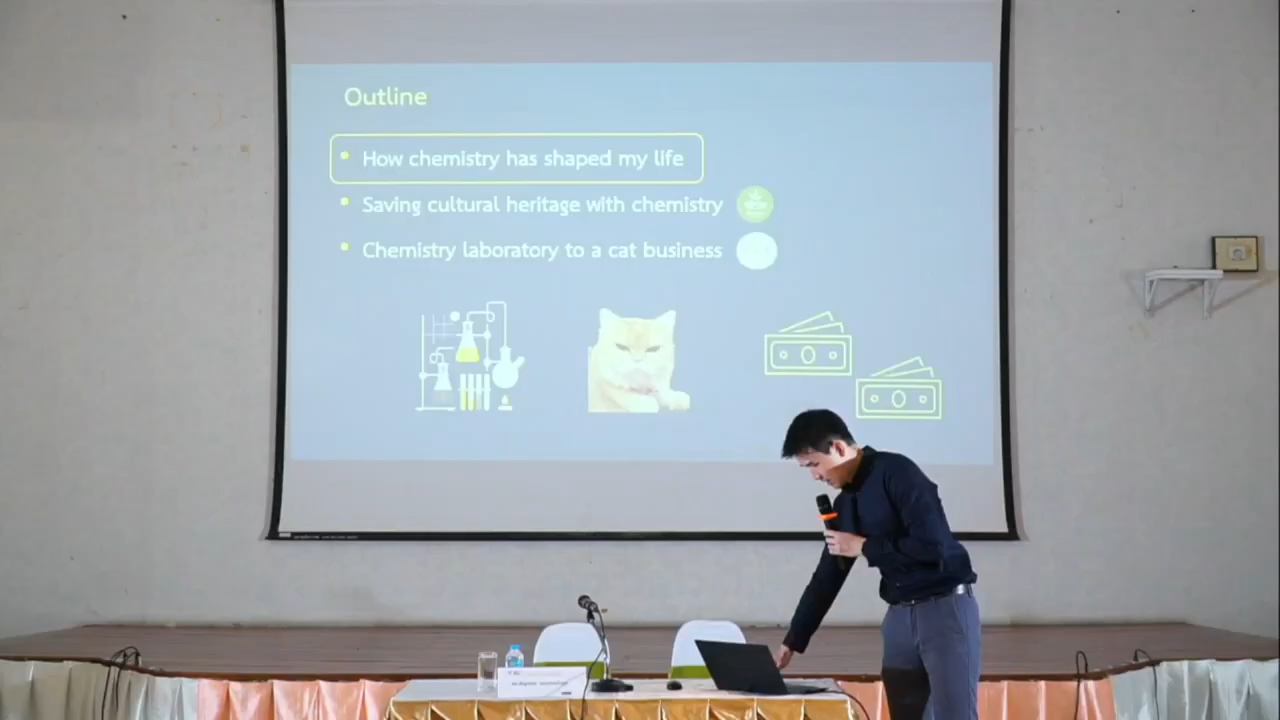 Outline
• How chemistry has shaped my life
• Saving cultural heritage with chemistry
• Chemistry laboratory to a cat business